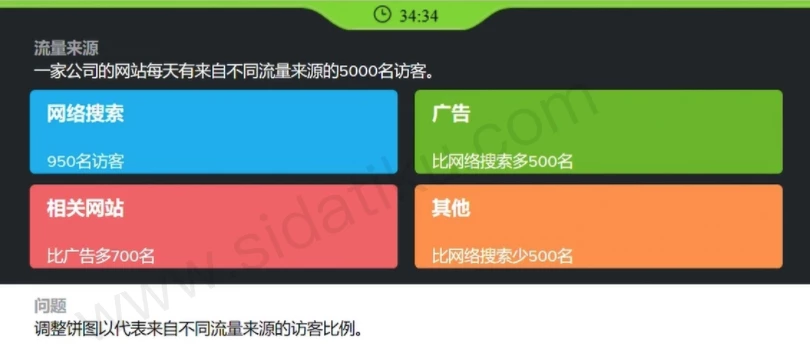 34:34
流量来源
一家公司的网站每天有来自不同流量来源的5000名访客。
网络搜索
950名访客
广告
比网络搜索多500名
相关网站
比广告多700名
其他
比网络搜索少500名
www.sidatiku.com
问题
调整饼图以代表来自不同流量来源的访客比例。